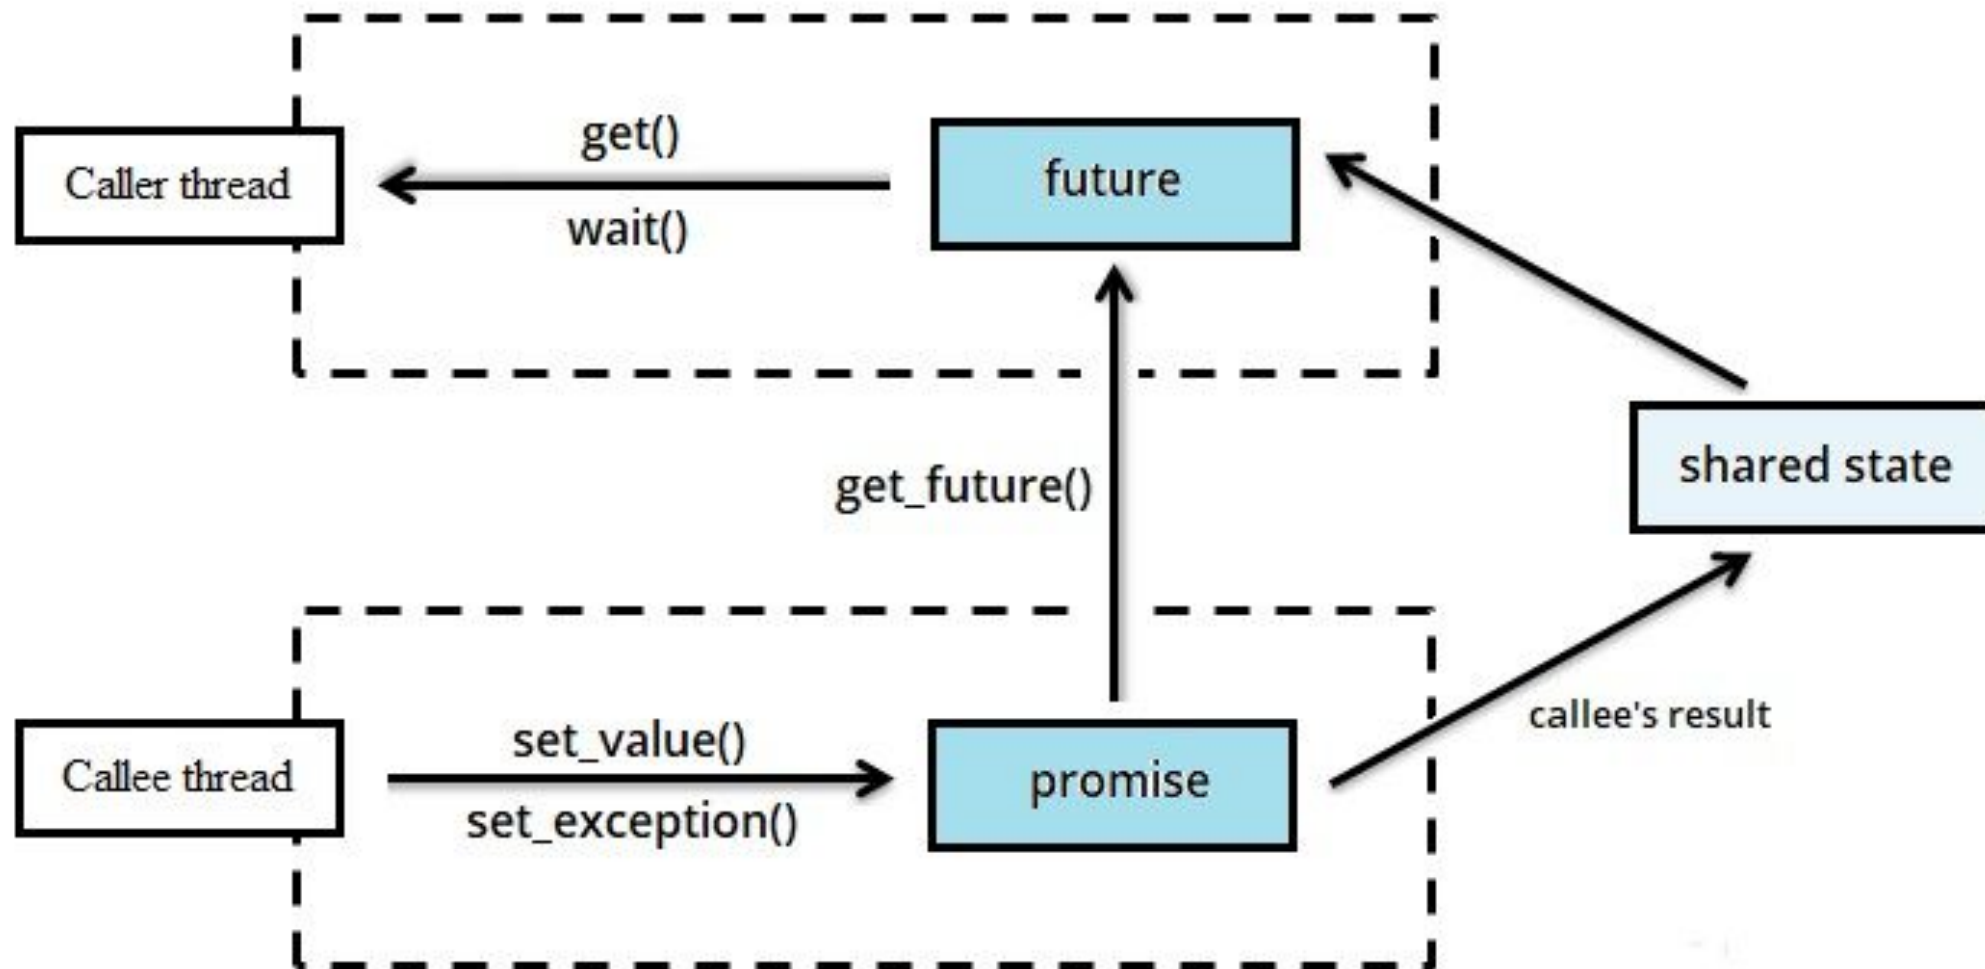 get()
Caller thread
future
wait()
shared state
get_future()
callee's result
set_value()
Callee thread
promise
set_exception()